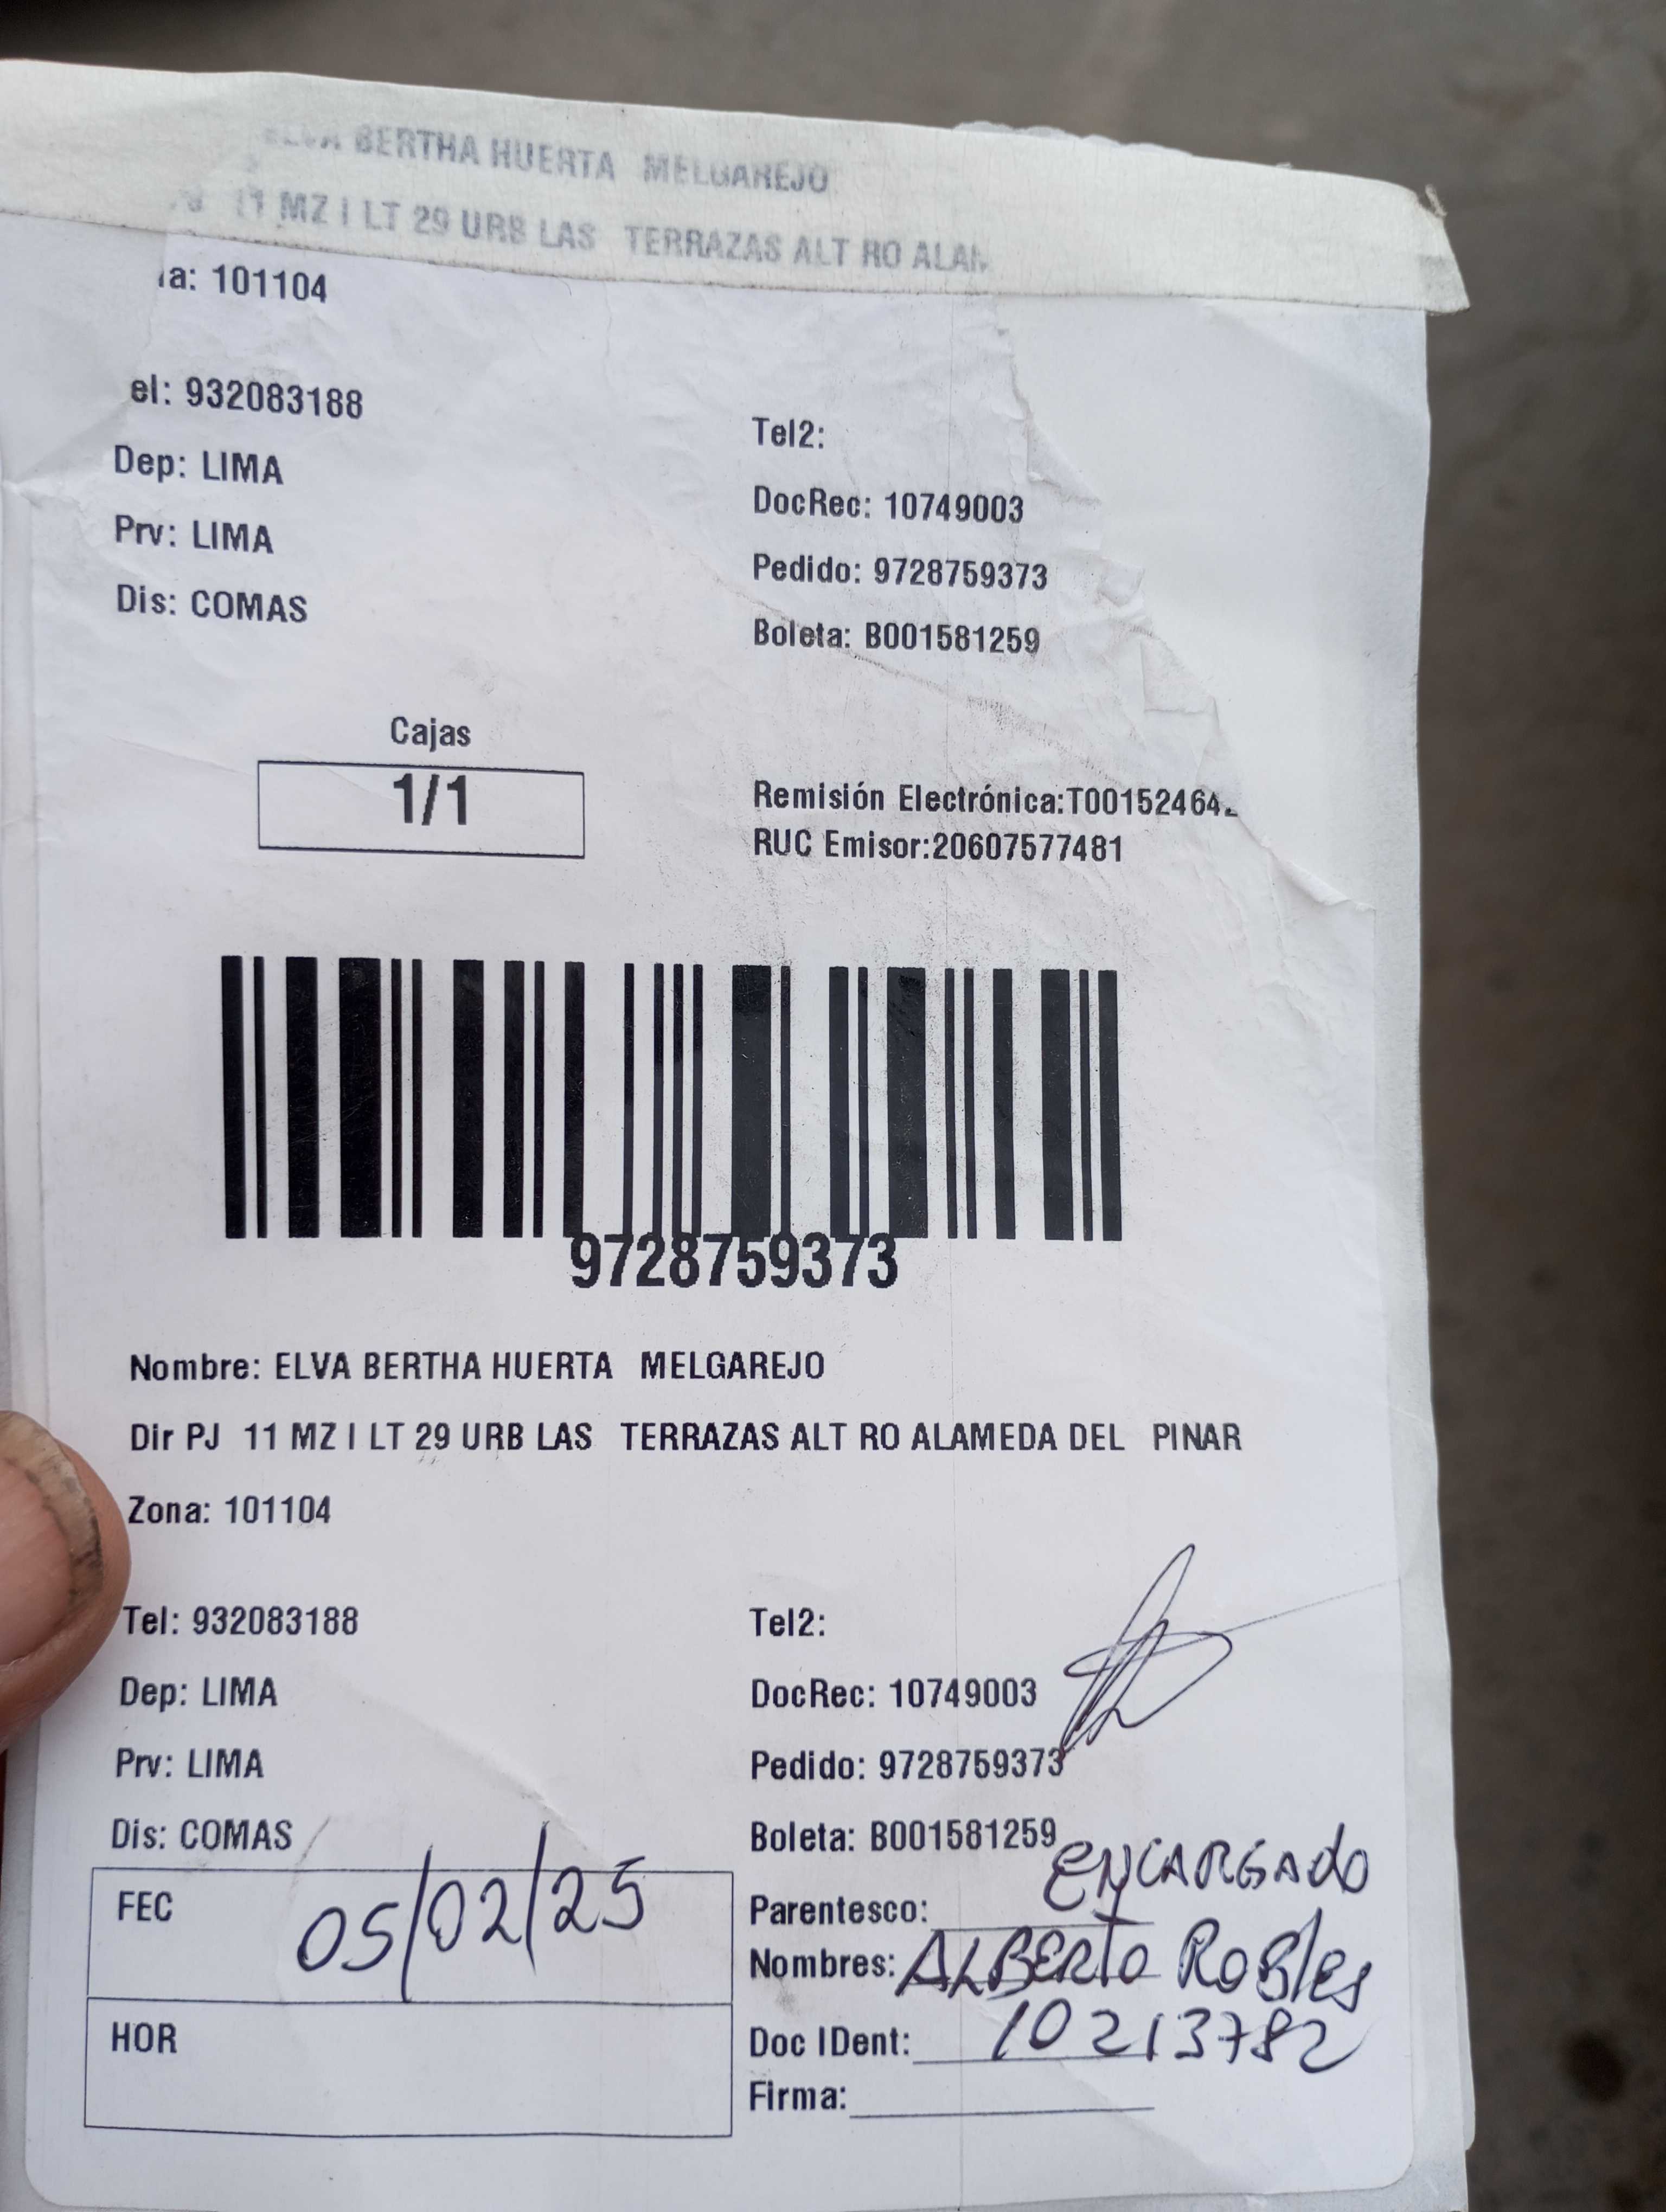 BERTHA HUERTA MELGAREJO
11 MZ I LT 29 URB LAS TERRAZAS ALT RO ALAM
a: 101104
el: 932083188
Tel2:
Dep: LIMA
DocRec: 10749003
Prv: LIMA
Pedido: 9728759373
Dis: COMAS
Boleta: B001581259
Cajas
1/1
Remisión Electrónica:T00152464
RUC Emisor:20607577481
9728759373
Nombre: ELVA BERTHA HUERTA MELGAREJO
Dir PJ 11 MZ I LT 29 URB LAS TERRAZAS ALT RO ALAMEDA DEL PINAR
Zona: 101104
Tel: 932083188
Tel2:
Dep: LIMA
DocRec: 10749003
Prv: LIMA
Pedido: 9728759373
Dis: COMAS
Boleta: B001581259
FEC 05/02/25
Parentesco: ENCARGADO
Nombres: ALBERTO ROBles
HOR
Doc IDent: 10213782
Firma: